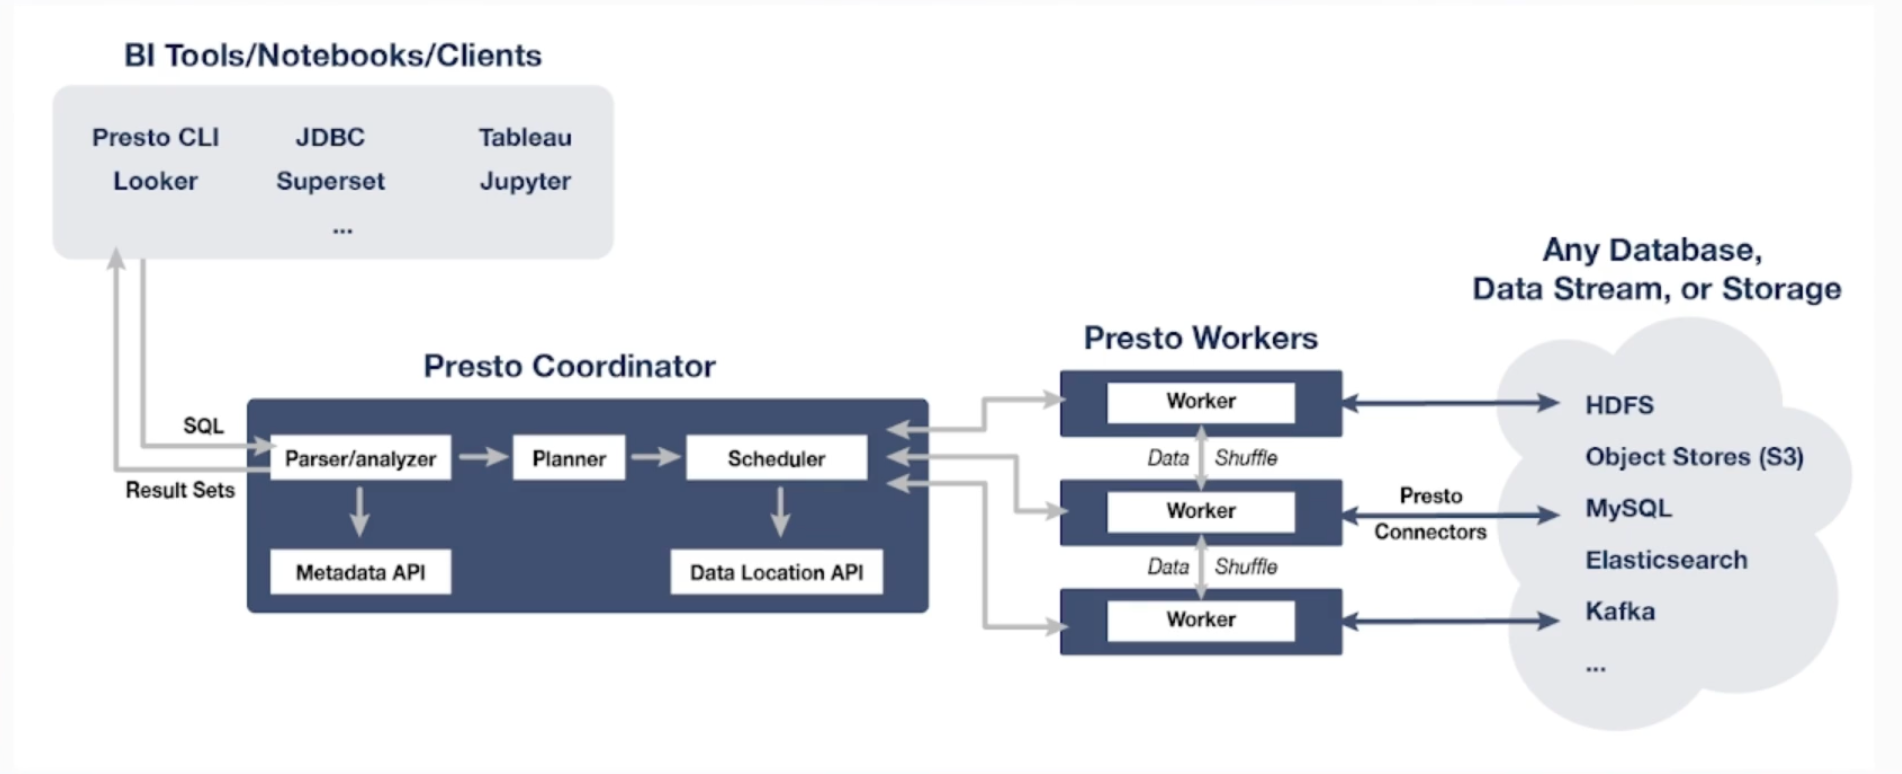 BI Tools/Notebooks/Clients
Presto CLI JDBC Tableau
Looker Superset Jupyter
...
SQL
Result Sets
Presto Coordinator
Parser/analyzer Planner Scheduler
Metadata API Data Location API
Presto Workers
Worker
Data Shuffle
Worker
Data Shuffle
Worker
Presto
Connectors
Any Database,
Data Stream, or Storage
HDFS
Object Stores (S3)
MySQL
Elasticsearch
Kafka
...